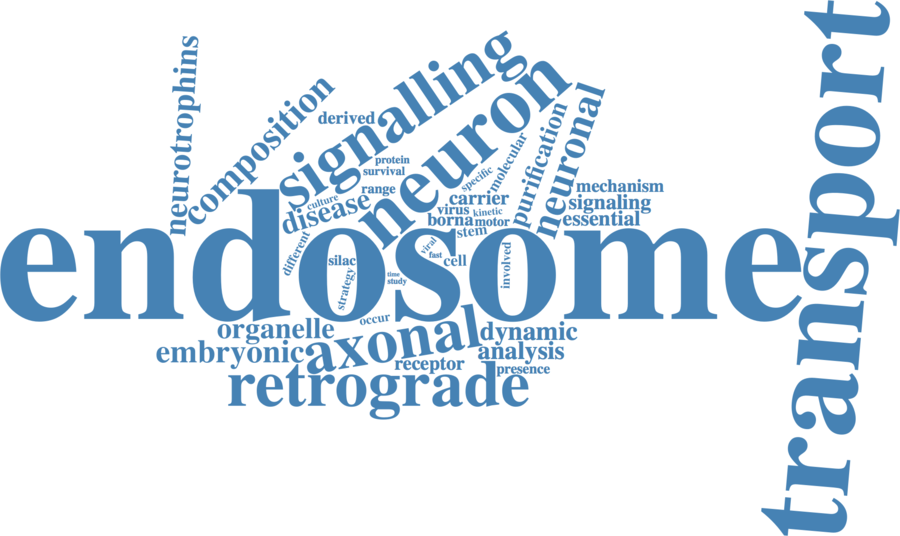 neurotrophins
composition
derived
signalling
neuron
protein
survival
range
culture
disease
specific
molecular
purification
neuronal
carrier
virus
kinetic
borna
motor
stem
mechanism
signaling
essential
endosome
transport
different
silac
strategy
viral
fast
cell
time
study
involved
occur
organelle
embryonic
axonal
dynamic
analysis
receptor
presence
retrograde